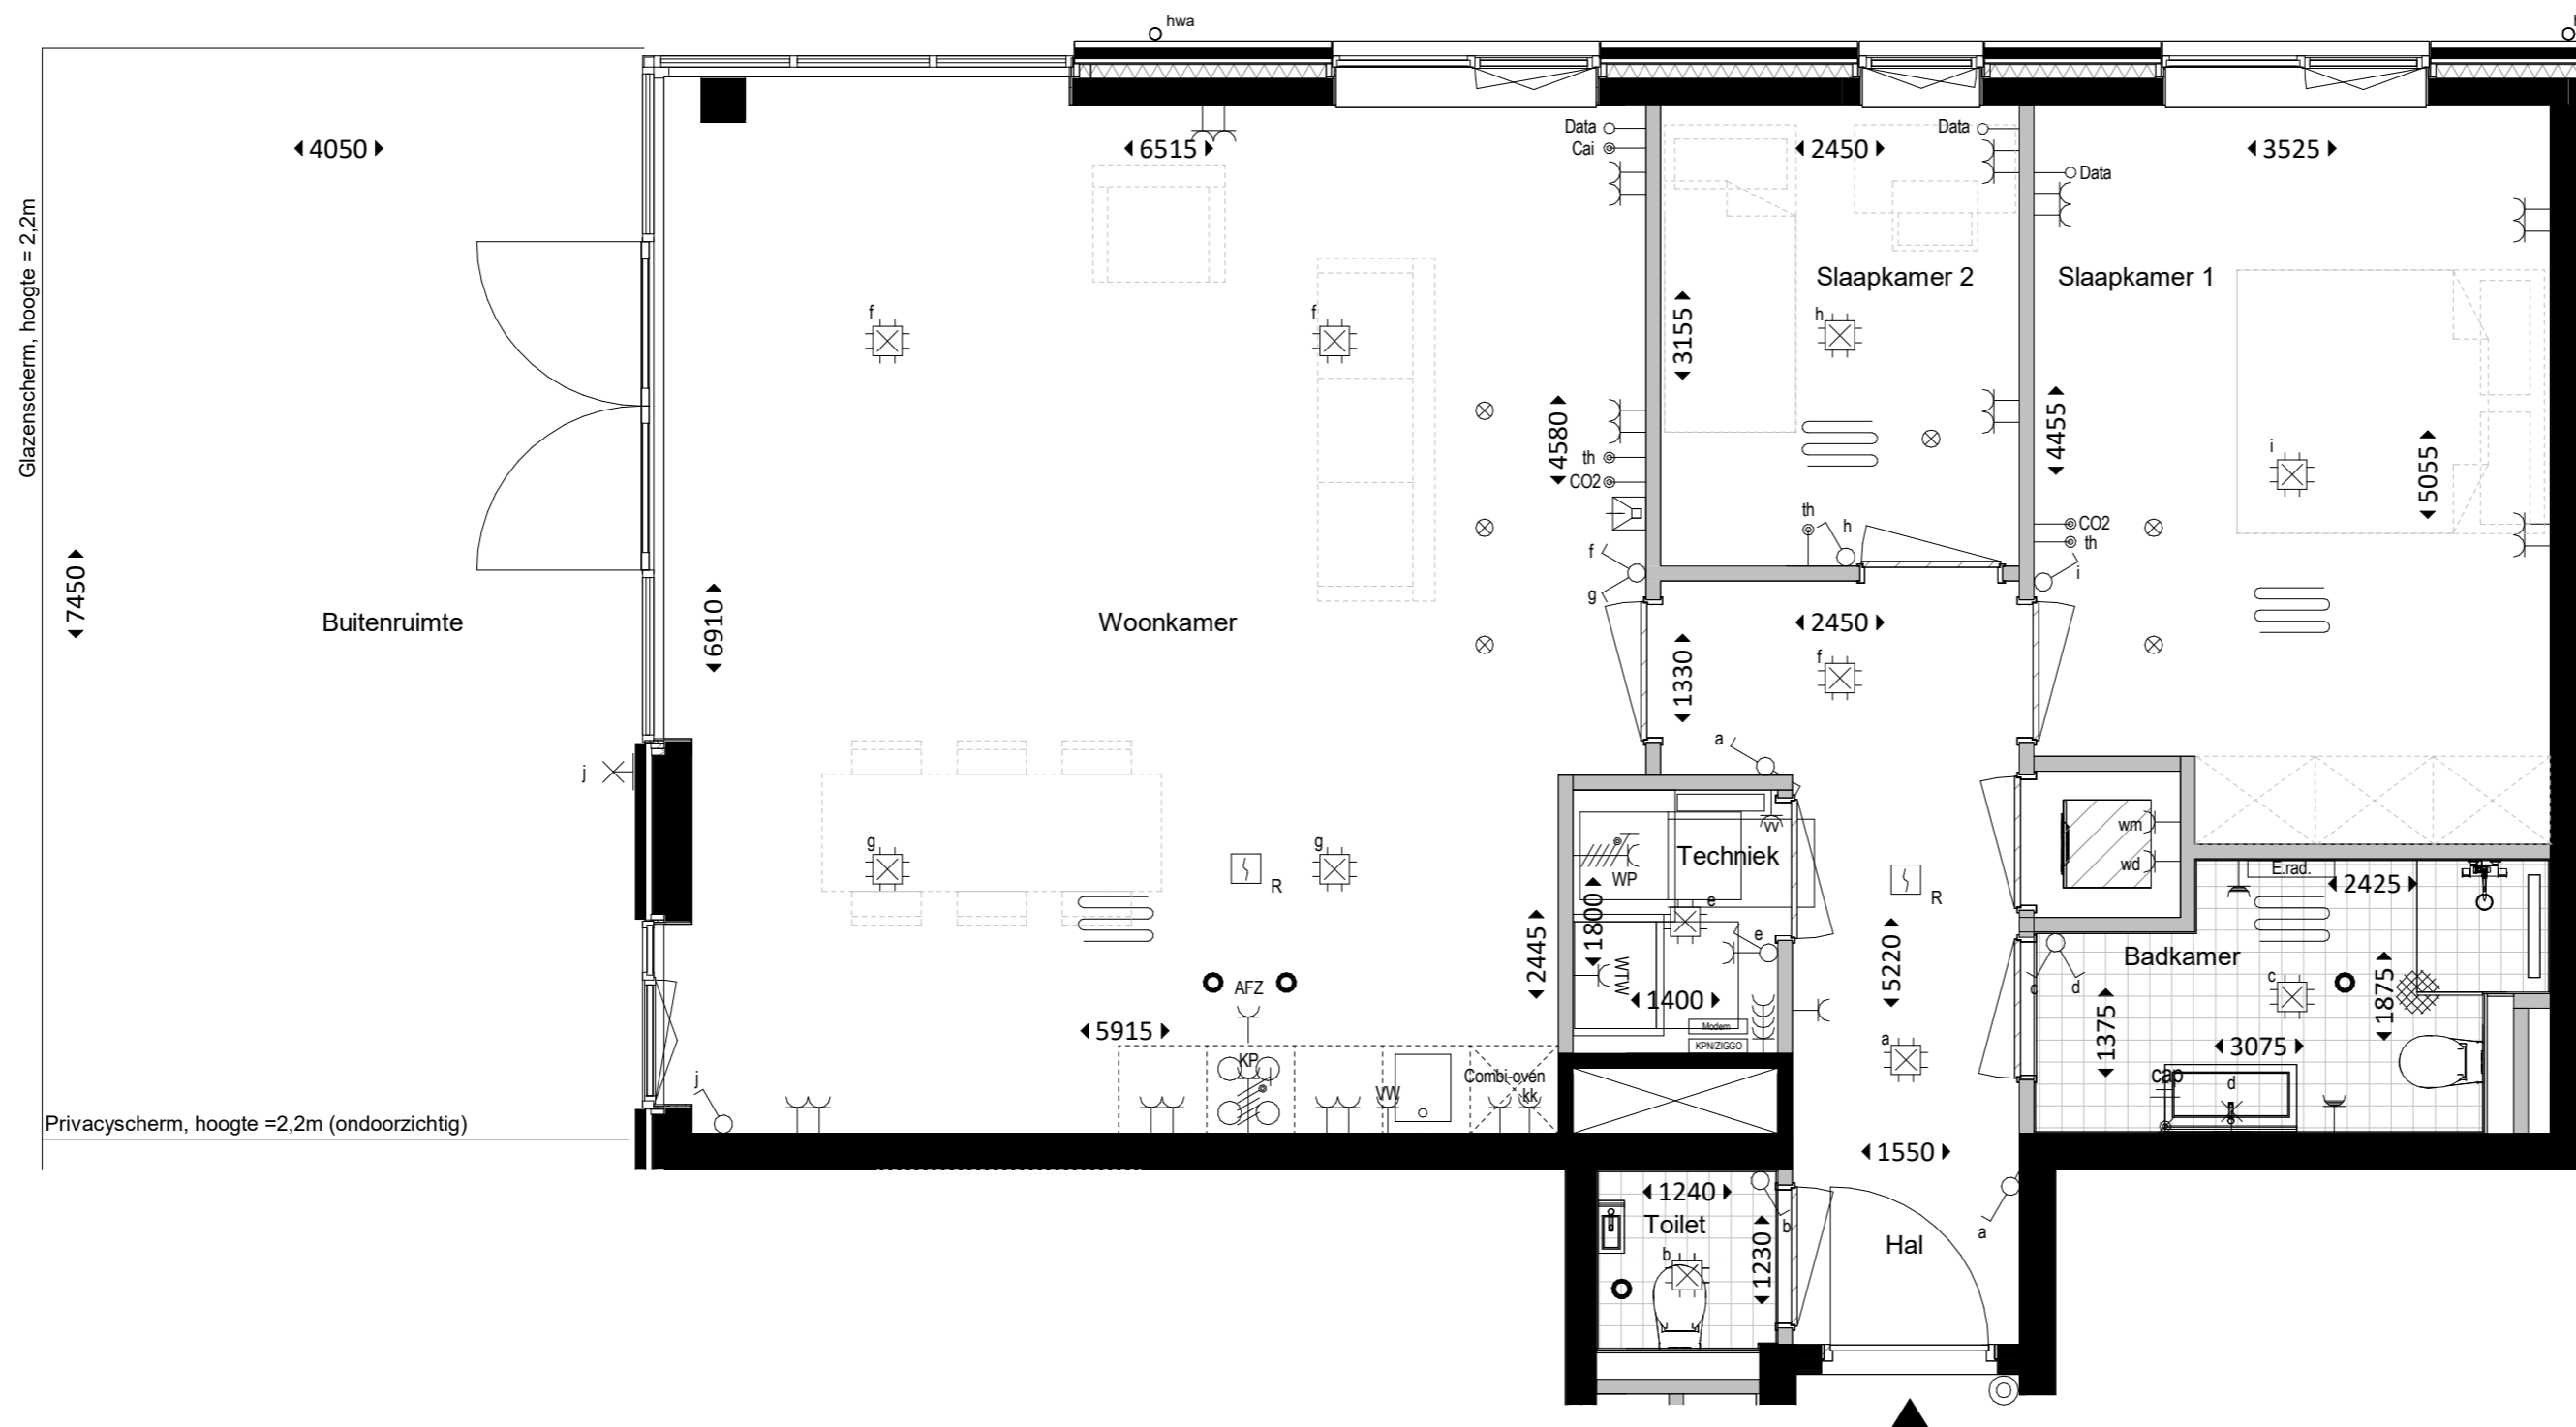 hwa
4050
6515
Data
Cai
2450
Data
3525
Data
Glazenscherm, hoogte = 2,2m
Slaapkamer 2
Slaapkamer 1
f
f
h
3155
4580
4455
i
5055
th
CO2
th
h
CO2
th
i
f
g
7450
Buitenruimte
6910
Woonkamer
2450
1330
f
a
j
g
g
R
vv
Techniek
WP
e
1800
e
WTW
1400
Modem
KPN/ZIGGO
R
wm
wd
E.rad.
2425
Badkamer
c
d
c
1875
1375
3075
cap
d
2445
5220
a
AFZ
5915
KP
VW
Combi-oven
kk
j
Privacyscherm, hoogte =2,2m (ondoorzichtig)
1550
1240
Toilet
b
b
1230
Hal
a